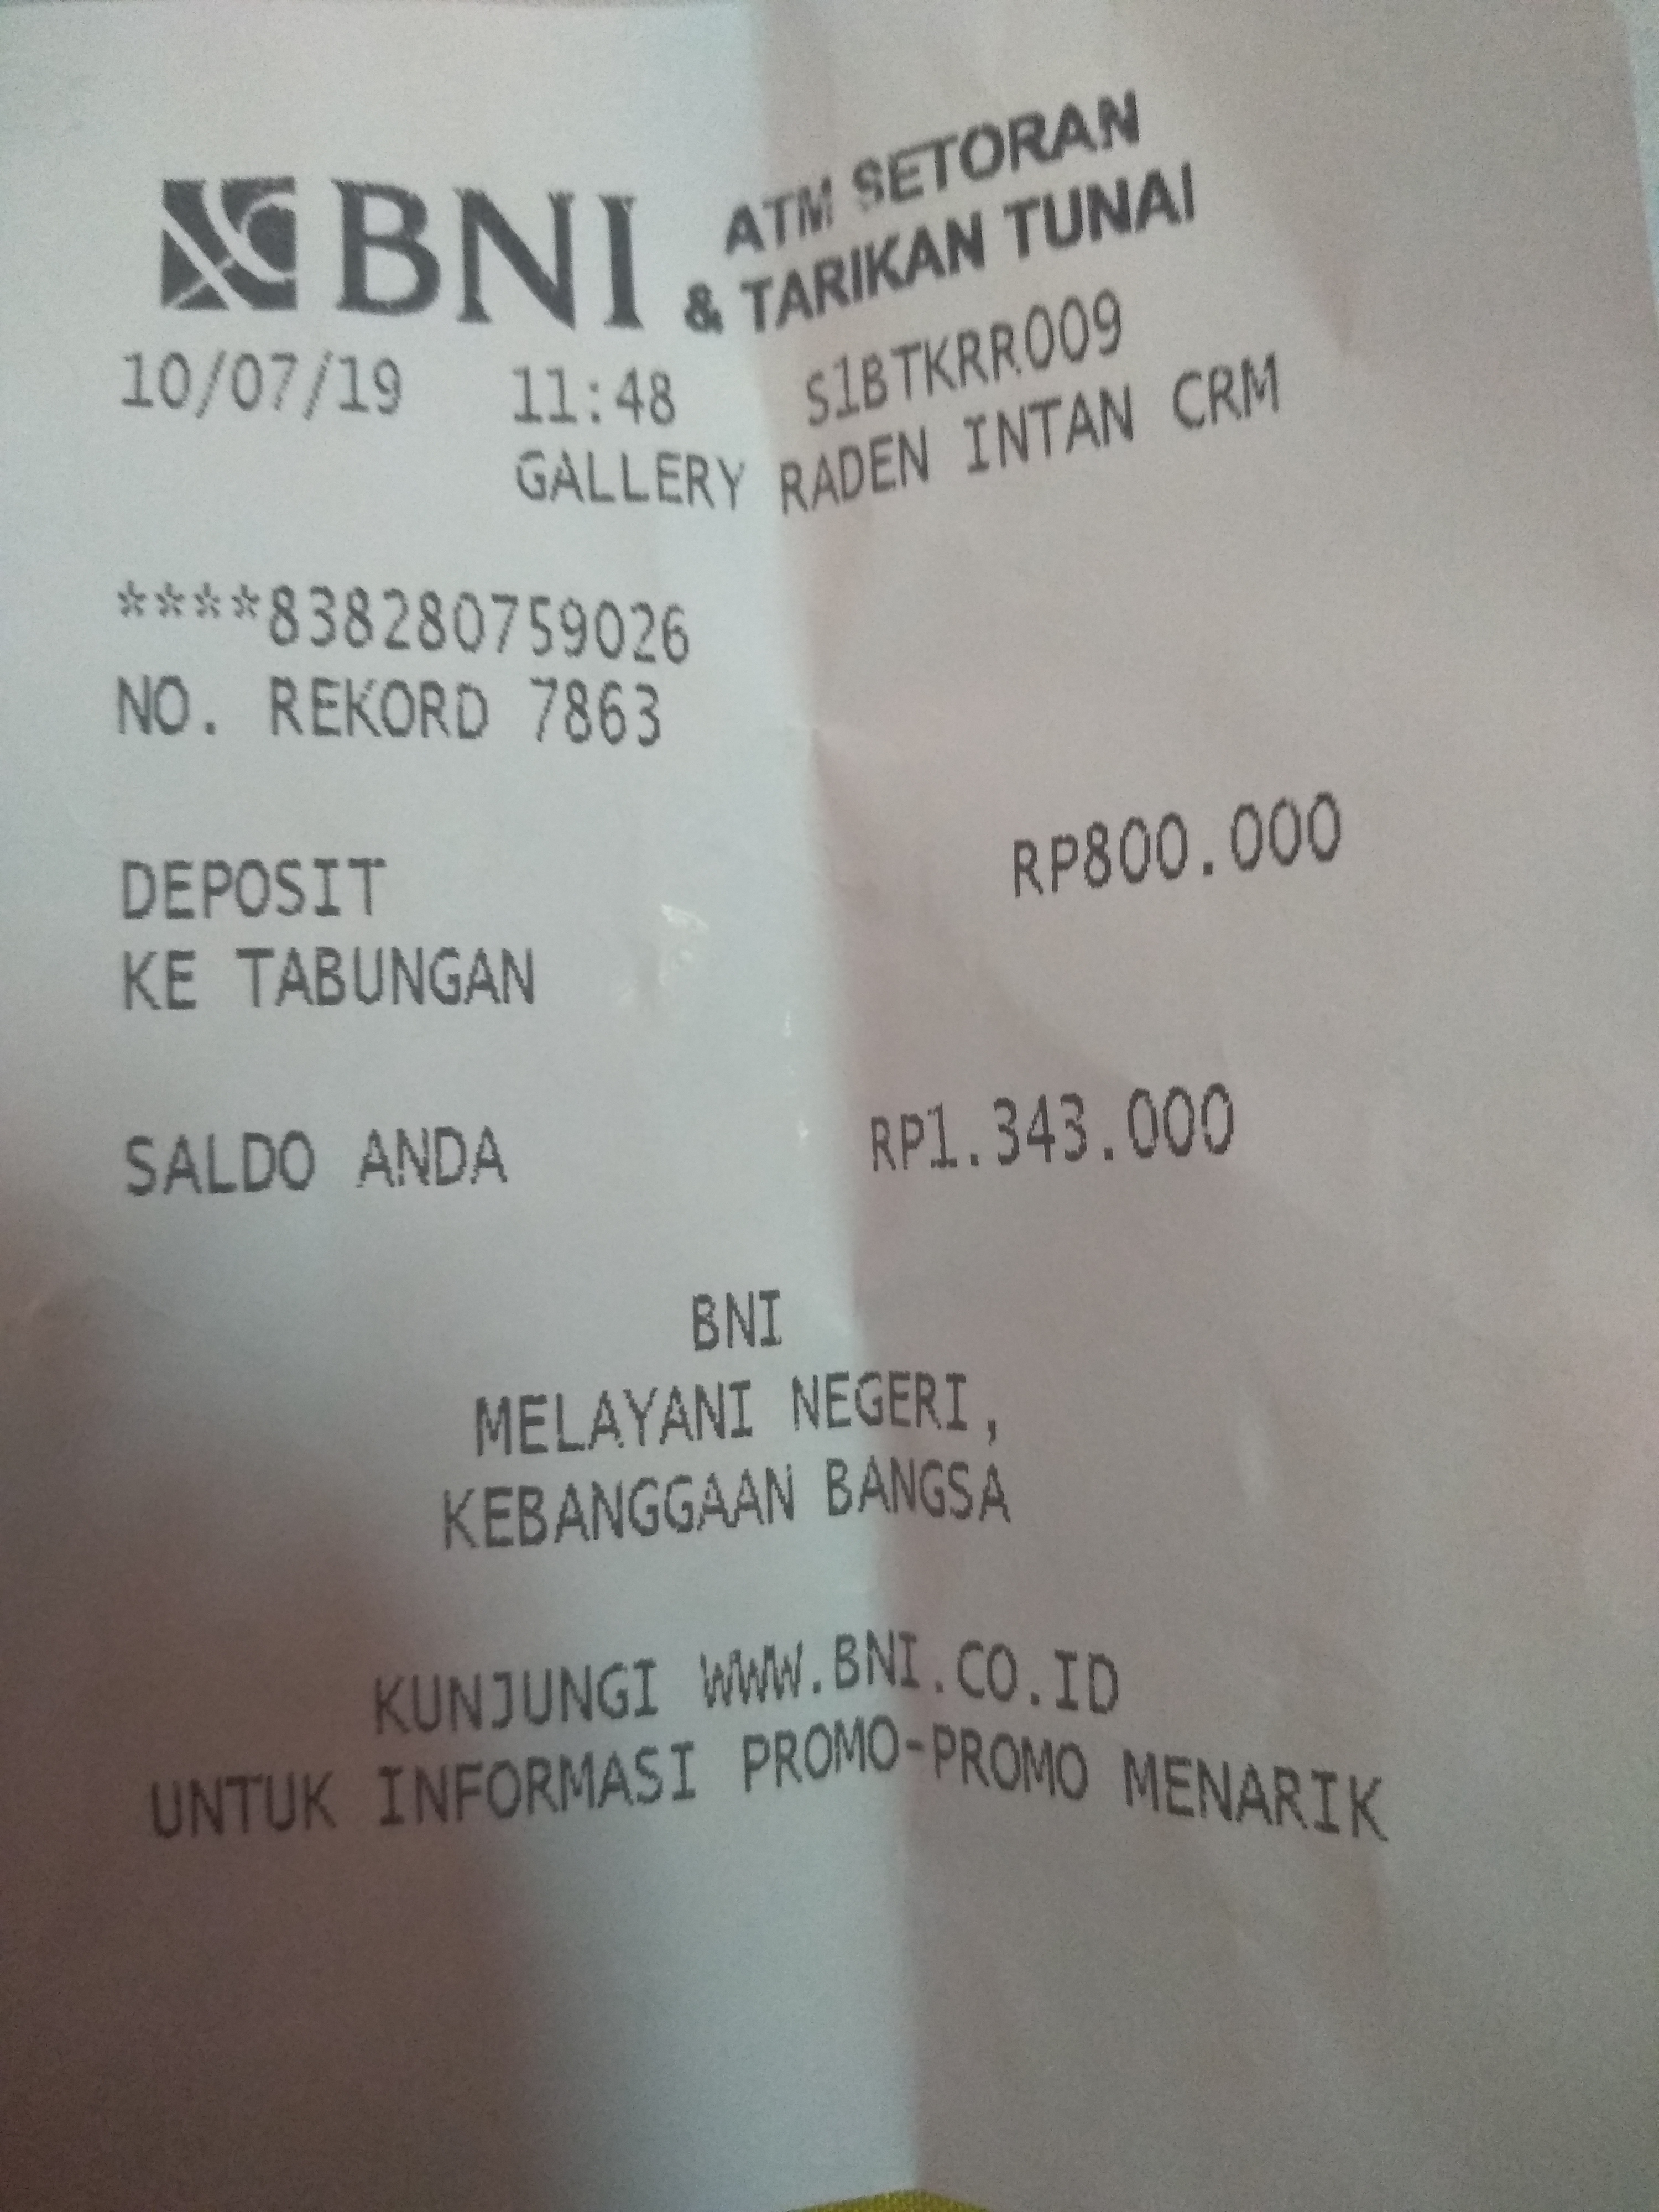 BNI ATM SETORAN
& TARIKAN TUNAI
10/07/19 11:48 S1BTKRR009
GALLERY RADEN INTAN CRM
****838280759026
NO. REKORD 7863
DEPOSIT RP800.000
KE TABUNGAN
SALDO ANDA RP1.343.000
BNI
MELAYANI NEGERI,
KEBANGGAAN BANGSA
KUNJUNGI WWW.BNI.CO.ID
UNTUK INFORMASI PROMO-PROMO MENARIK